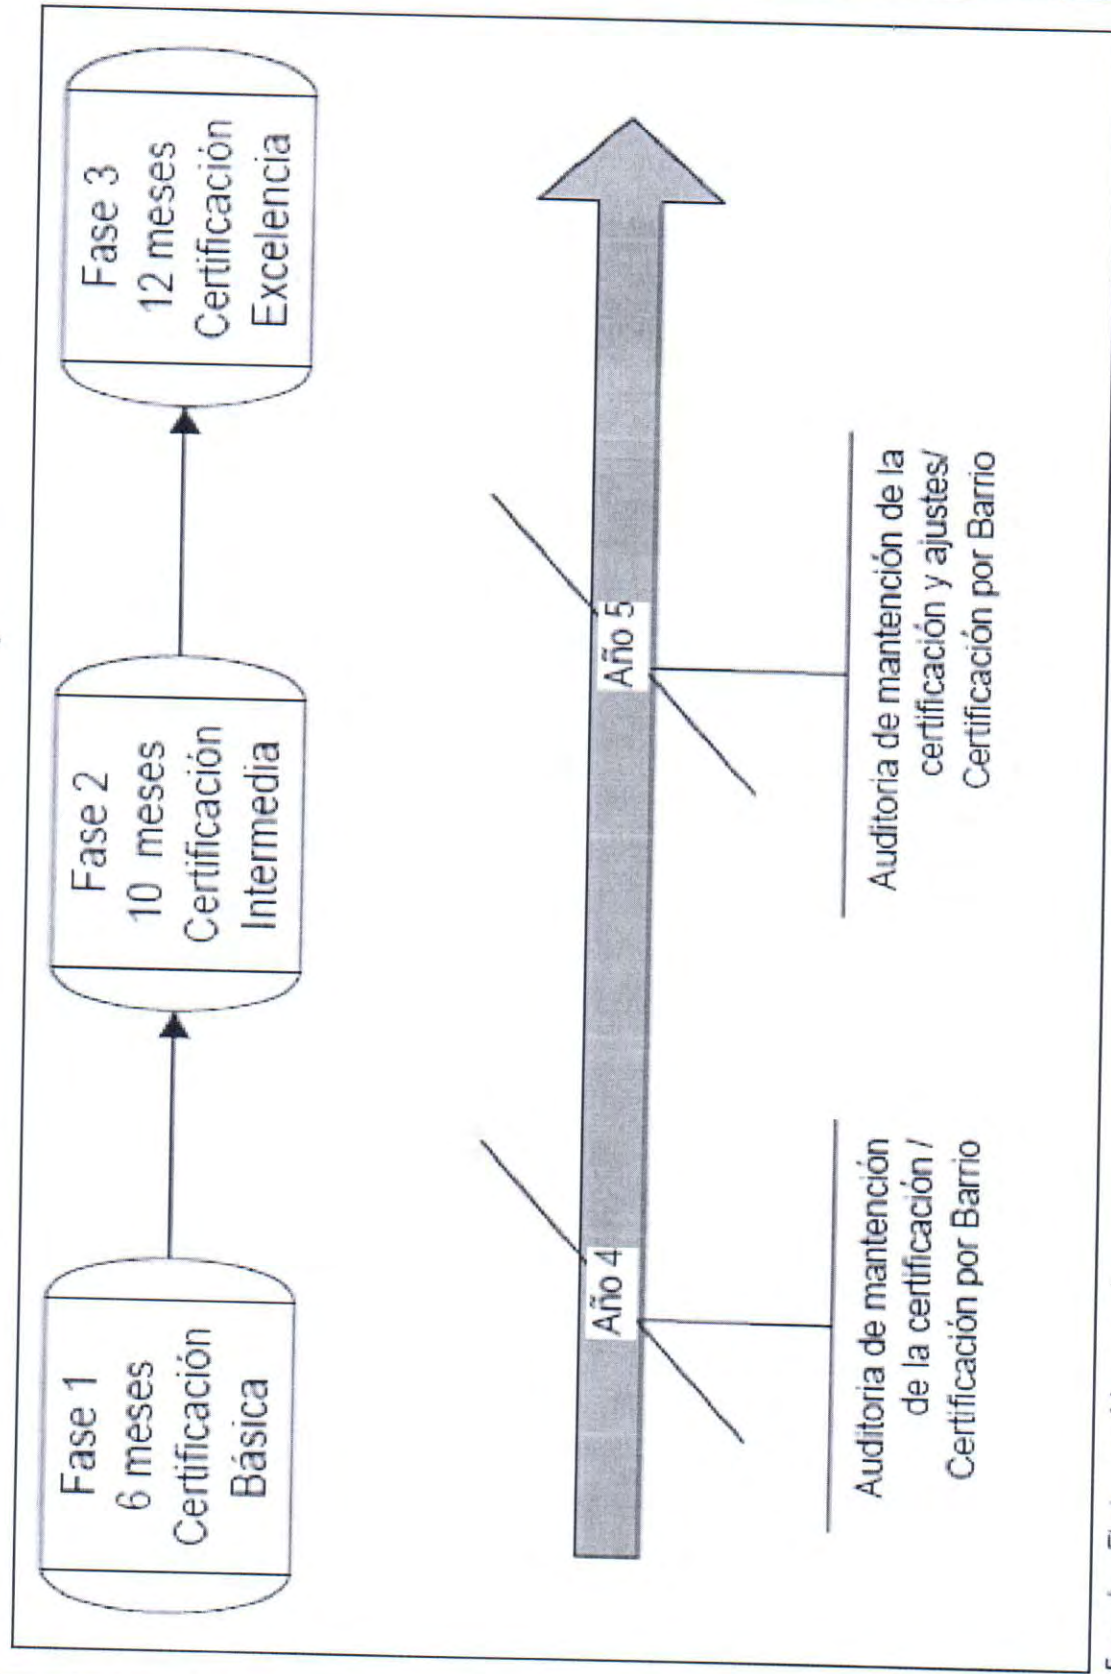 Fase 1
6 meses
Certificación
Básica
Fase 2
10 meses
Certificación
Intermedia
Fase 3
12 meses
Certificación
Excelencia
Año 4
Año 5
Auditoria de mantención
de la certificación /
Certificación por Barrio
Auditoria de mantención de la
certificación y ajustes/
Certificación por Barrio